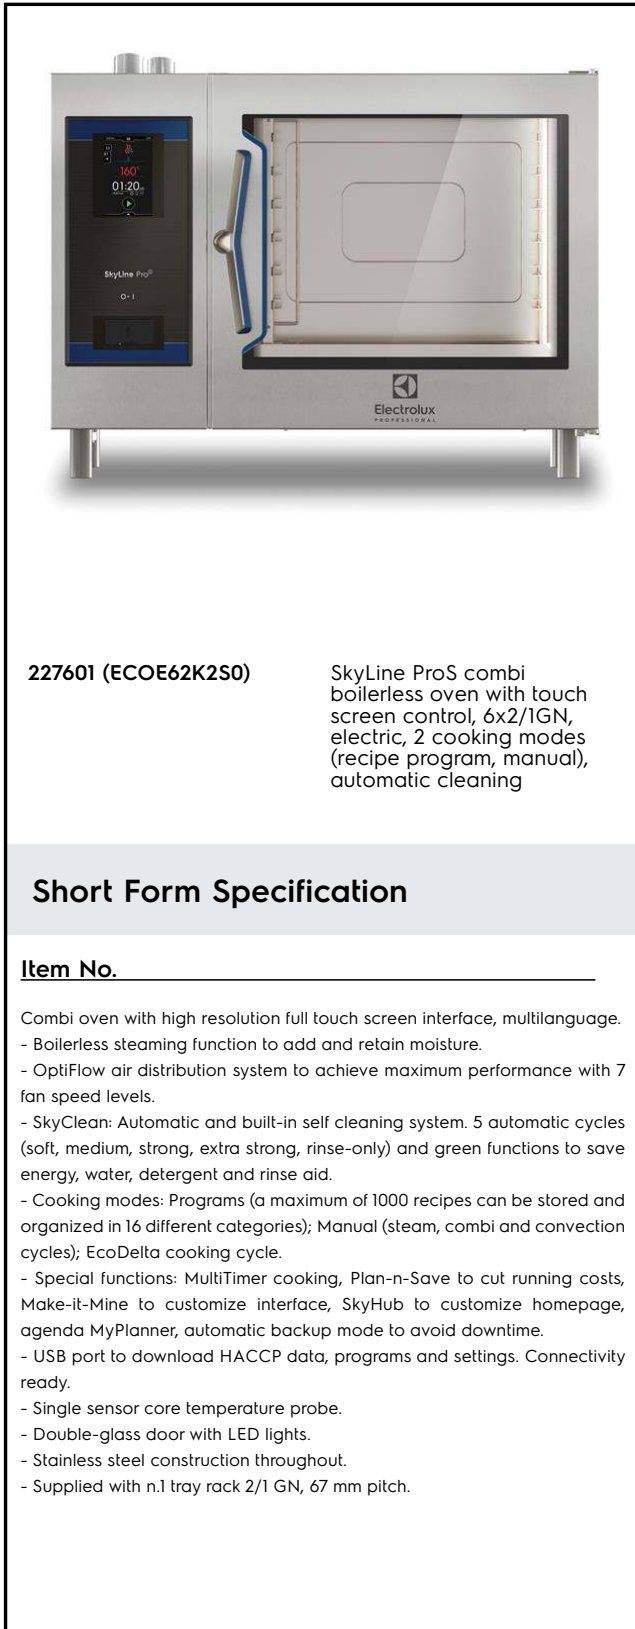 160°
01:20
SkyLine ProS
Electrolux
PROFESSIONAL
227601 (ECOE62K2S0)
SkyLine ProS combi
boilerless oven with touch
screen control, 6x2/1GN,
electric, 2 cooking modes
(recipe program, manual),
automatic cleaning
Short Form Specification
Item No.
Combi oven with high resolution full touch screen interface, multilanguage.
- Boilerless steaming function to add and retain moisture.
- OptiFlow air distribution system to achieve maximum performance with 7
fan speed levels.
- SkyClean: Automatic and built-in self cleaning system. 5 automatic cycles
(soft, medium, strong, extra strong, rinse-only) and green functions to save
energy, water, detergent and rinse aid.
- Cooking modes: Programs (a maximum of 1000 recipes can be stored and
organized in 16 different categories); Manual (steam, combi and convection
cycles); EcoDelta cooking cycle.
- Special functions: MultiTimer cooking, Plan-n-Save to cut running costs,
Make-it-Mine to customize interface, SkyHub to customize homepage,
agenda MyPlanner, automatic backup mode to avoid downtime.
- USB port to download HACCP data, programs and settings. Connectivity
ready.
- Single sensor core temperature probe.
- Double-glass door with LED lights.
- Stainless steel construction throughout.
- Supplied with n.1 tray rack 2/1 GN, 67 mm pitch.